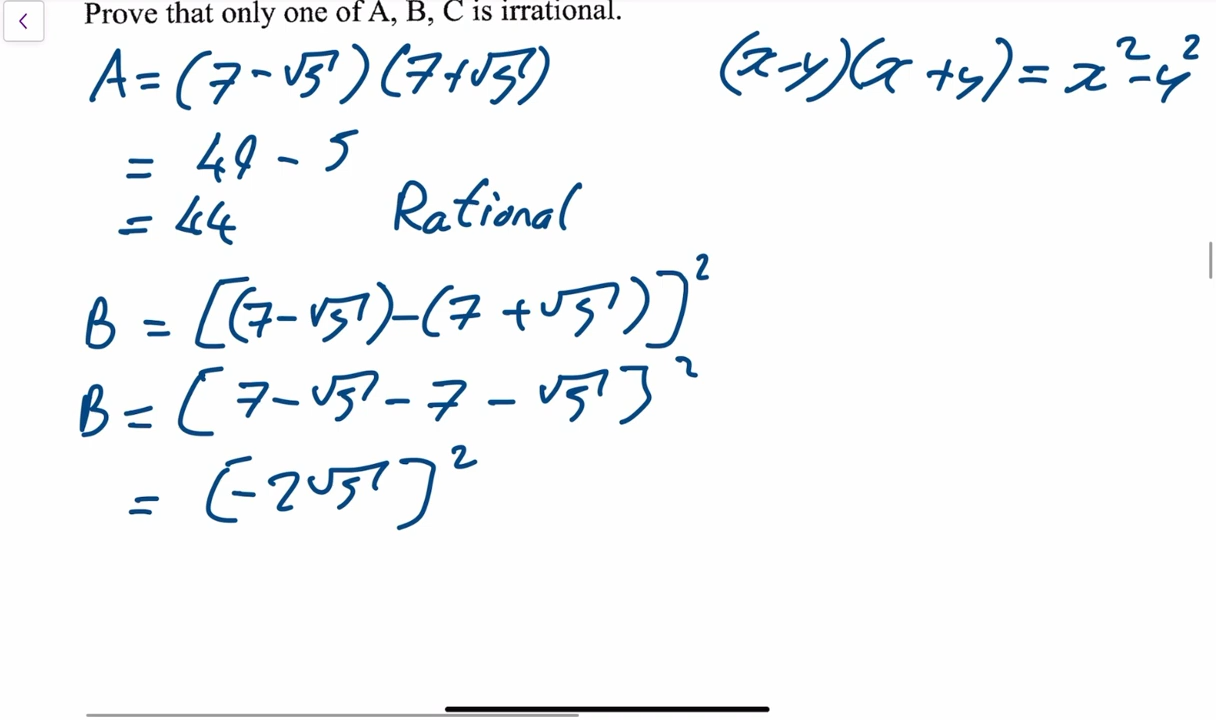 Prove that only one of A, B, C is irrational.
A = (7 - √5)(7 + √5) (x - y)(x + y) = x² - y²
= 49 - 5
= 44 Rational
B = [(7 - √5) - (7 + √5)]²
B = [7 - √5 - 7 - √5]²
= [-2√5]²